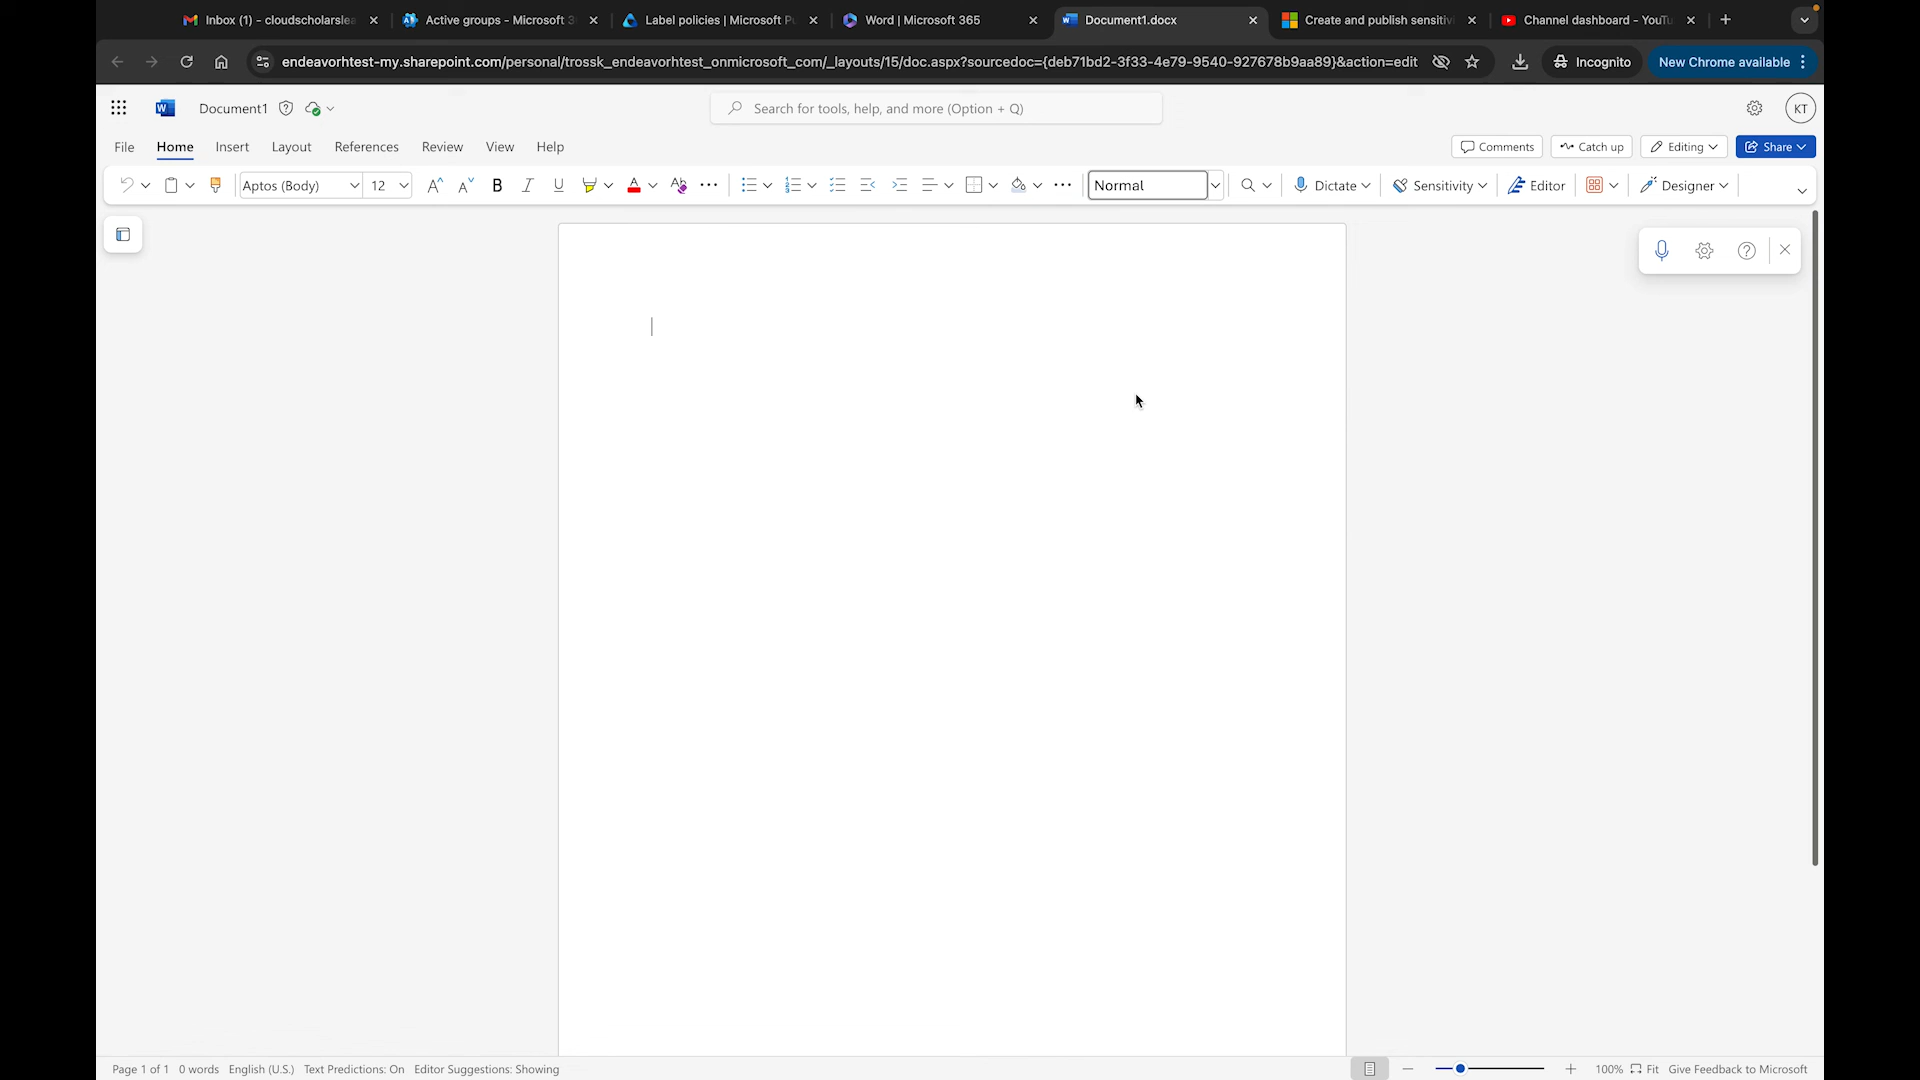 Inbox (1) - cloudscholarslea
Active groups - Microsoft 3
Label policies | Microsoft Pu
Word | Microsoft 365
Document1.docx
Create and publish sensitivi
Channel dashboard - YouTu
endeavorhtest-my.sharepoint.com/personal/trossk_endeavorhtest_onmicrosoft_com/_layouts/15/doc.aspx?sourcedoc={deb71bd2-3f33-4e79-9540-927678b9aa89}&action=edit
Incognito
New Chrome available
W
Document1
Search for tools, help, and more (Option + Q)
KT
File Home Insert Layout References Review View Help
Comments
Catch up
Editing
Share
Aptos (Body) 12
B I U
Normal
Dictate
Sensitivity
Editor
Designer
Page 1 of 1 0 words English (U.S.) Text Predictions: On Editor Suggestions: Showing
100% Fit Give Feedback to Microsoft